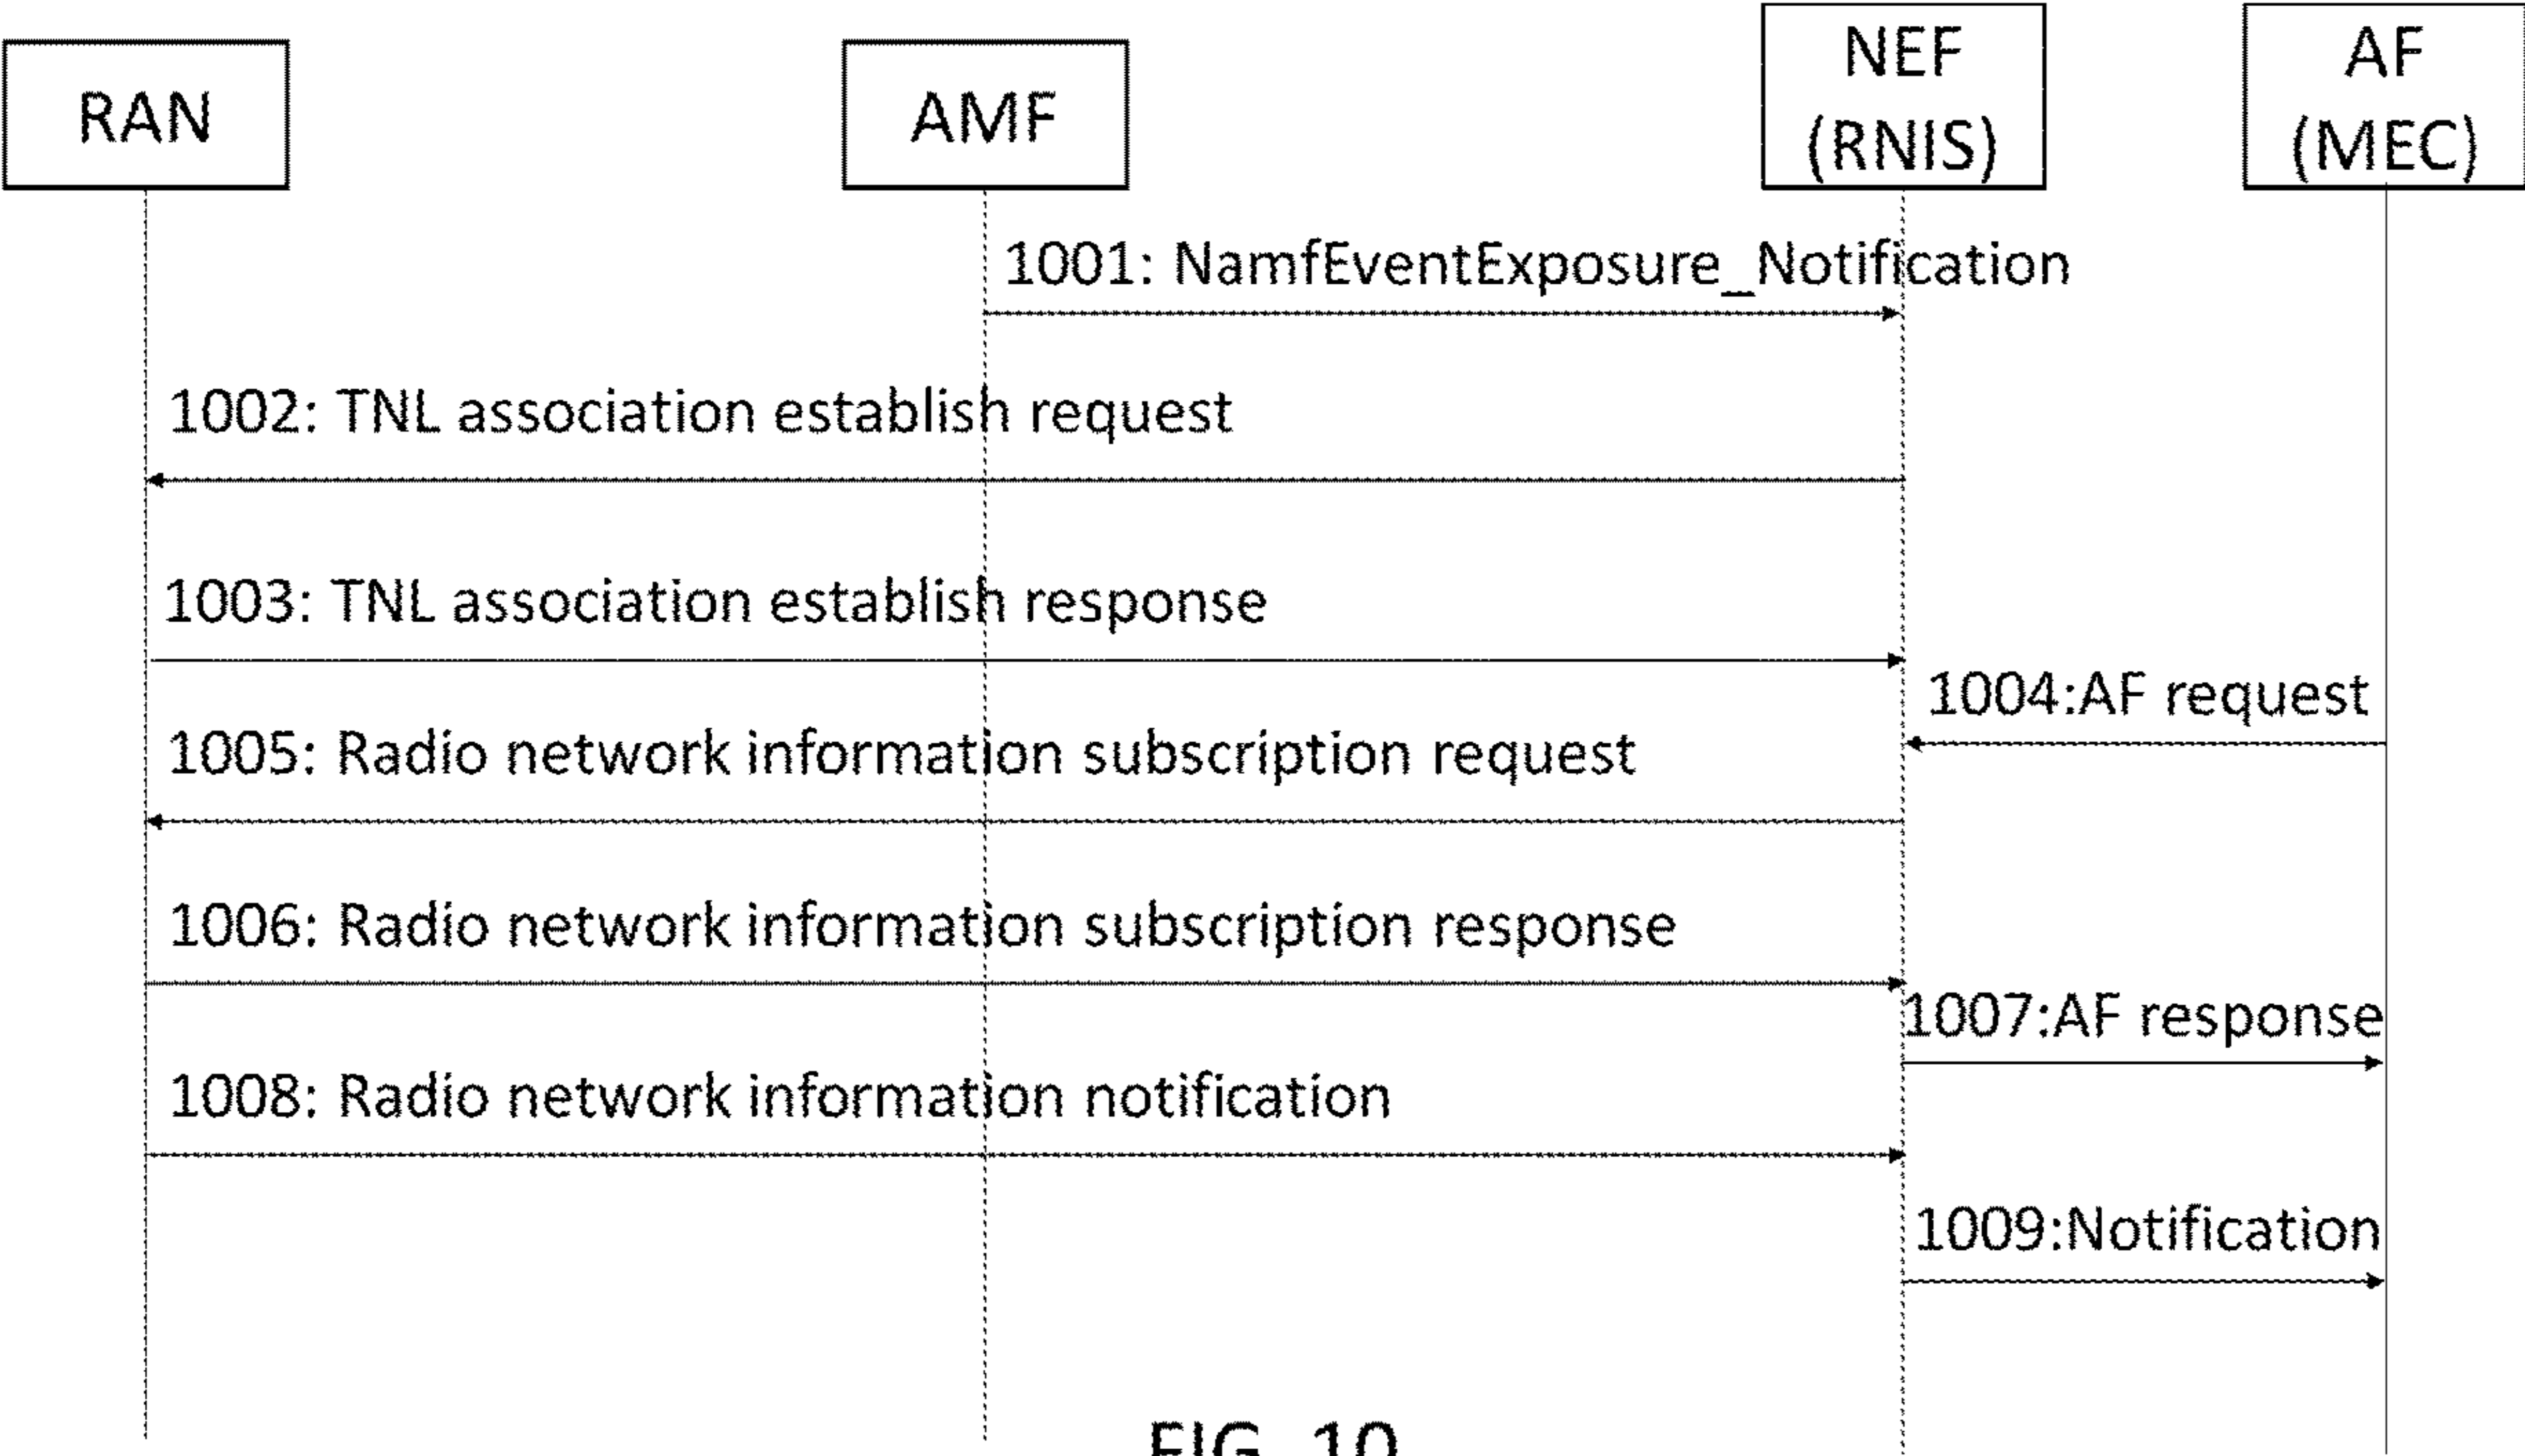 RAN
AMF
NEF
(RNIS)
AF
(MEC)
1001: NamfEventExposure_Notification
1002: TNL association establish request
1003: TNL association establish response
1004:AF request
1005: Radio network information subscription request
1006: Radio network information subscription response
1007:AF response
1008: Radio network information notification
1009:Notification
FIG. 10